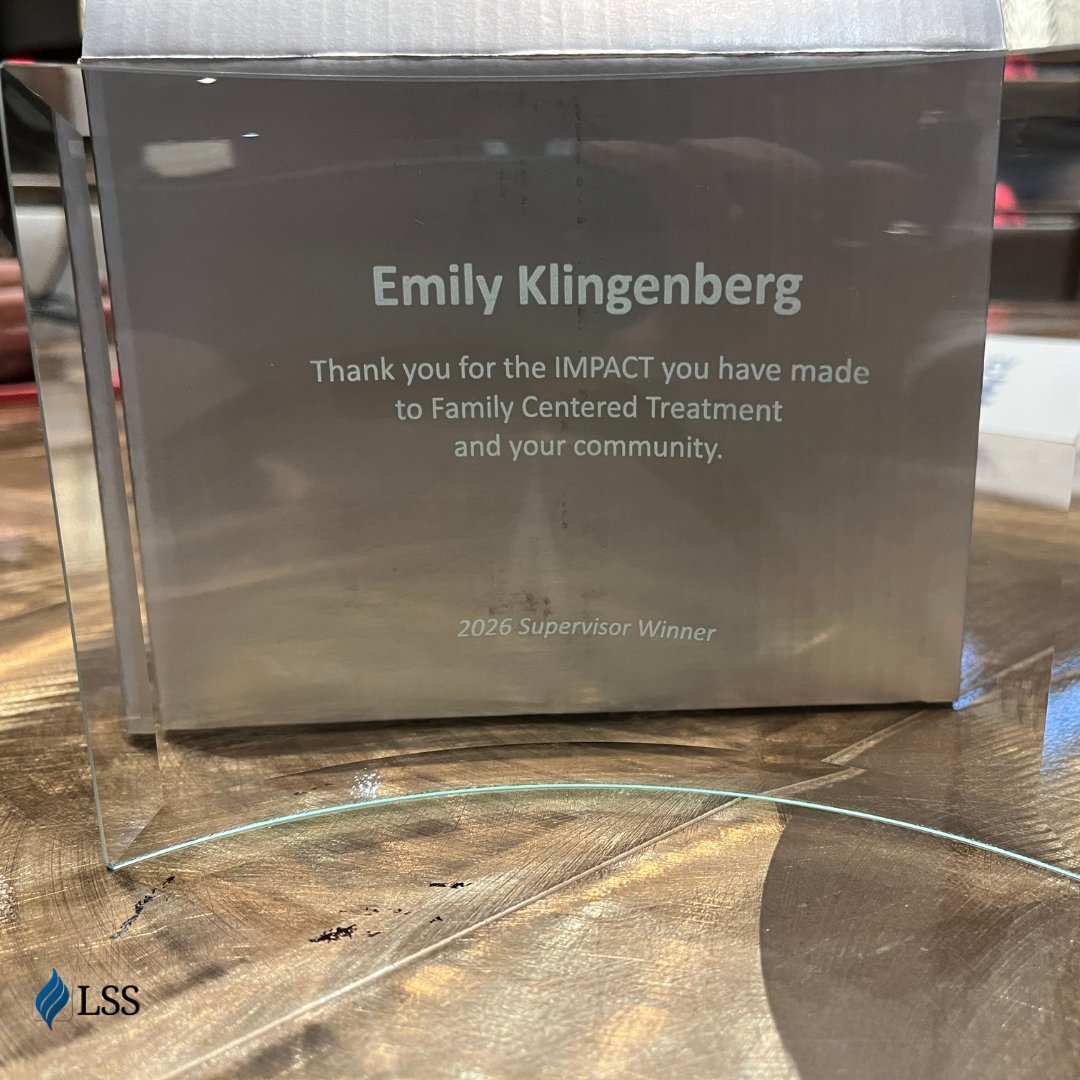 Emily Klingenberg
Thank you for the IMPACT you have made
to Family Centered Treatment
and your community.
2026 Supervisor Winner
LSS